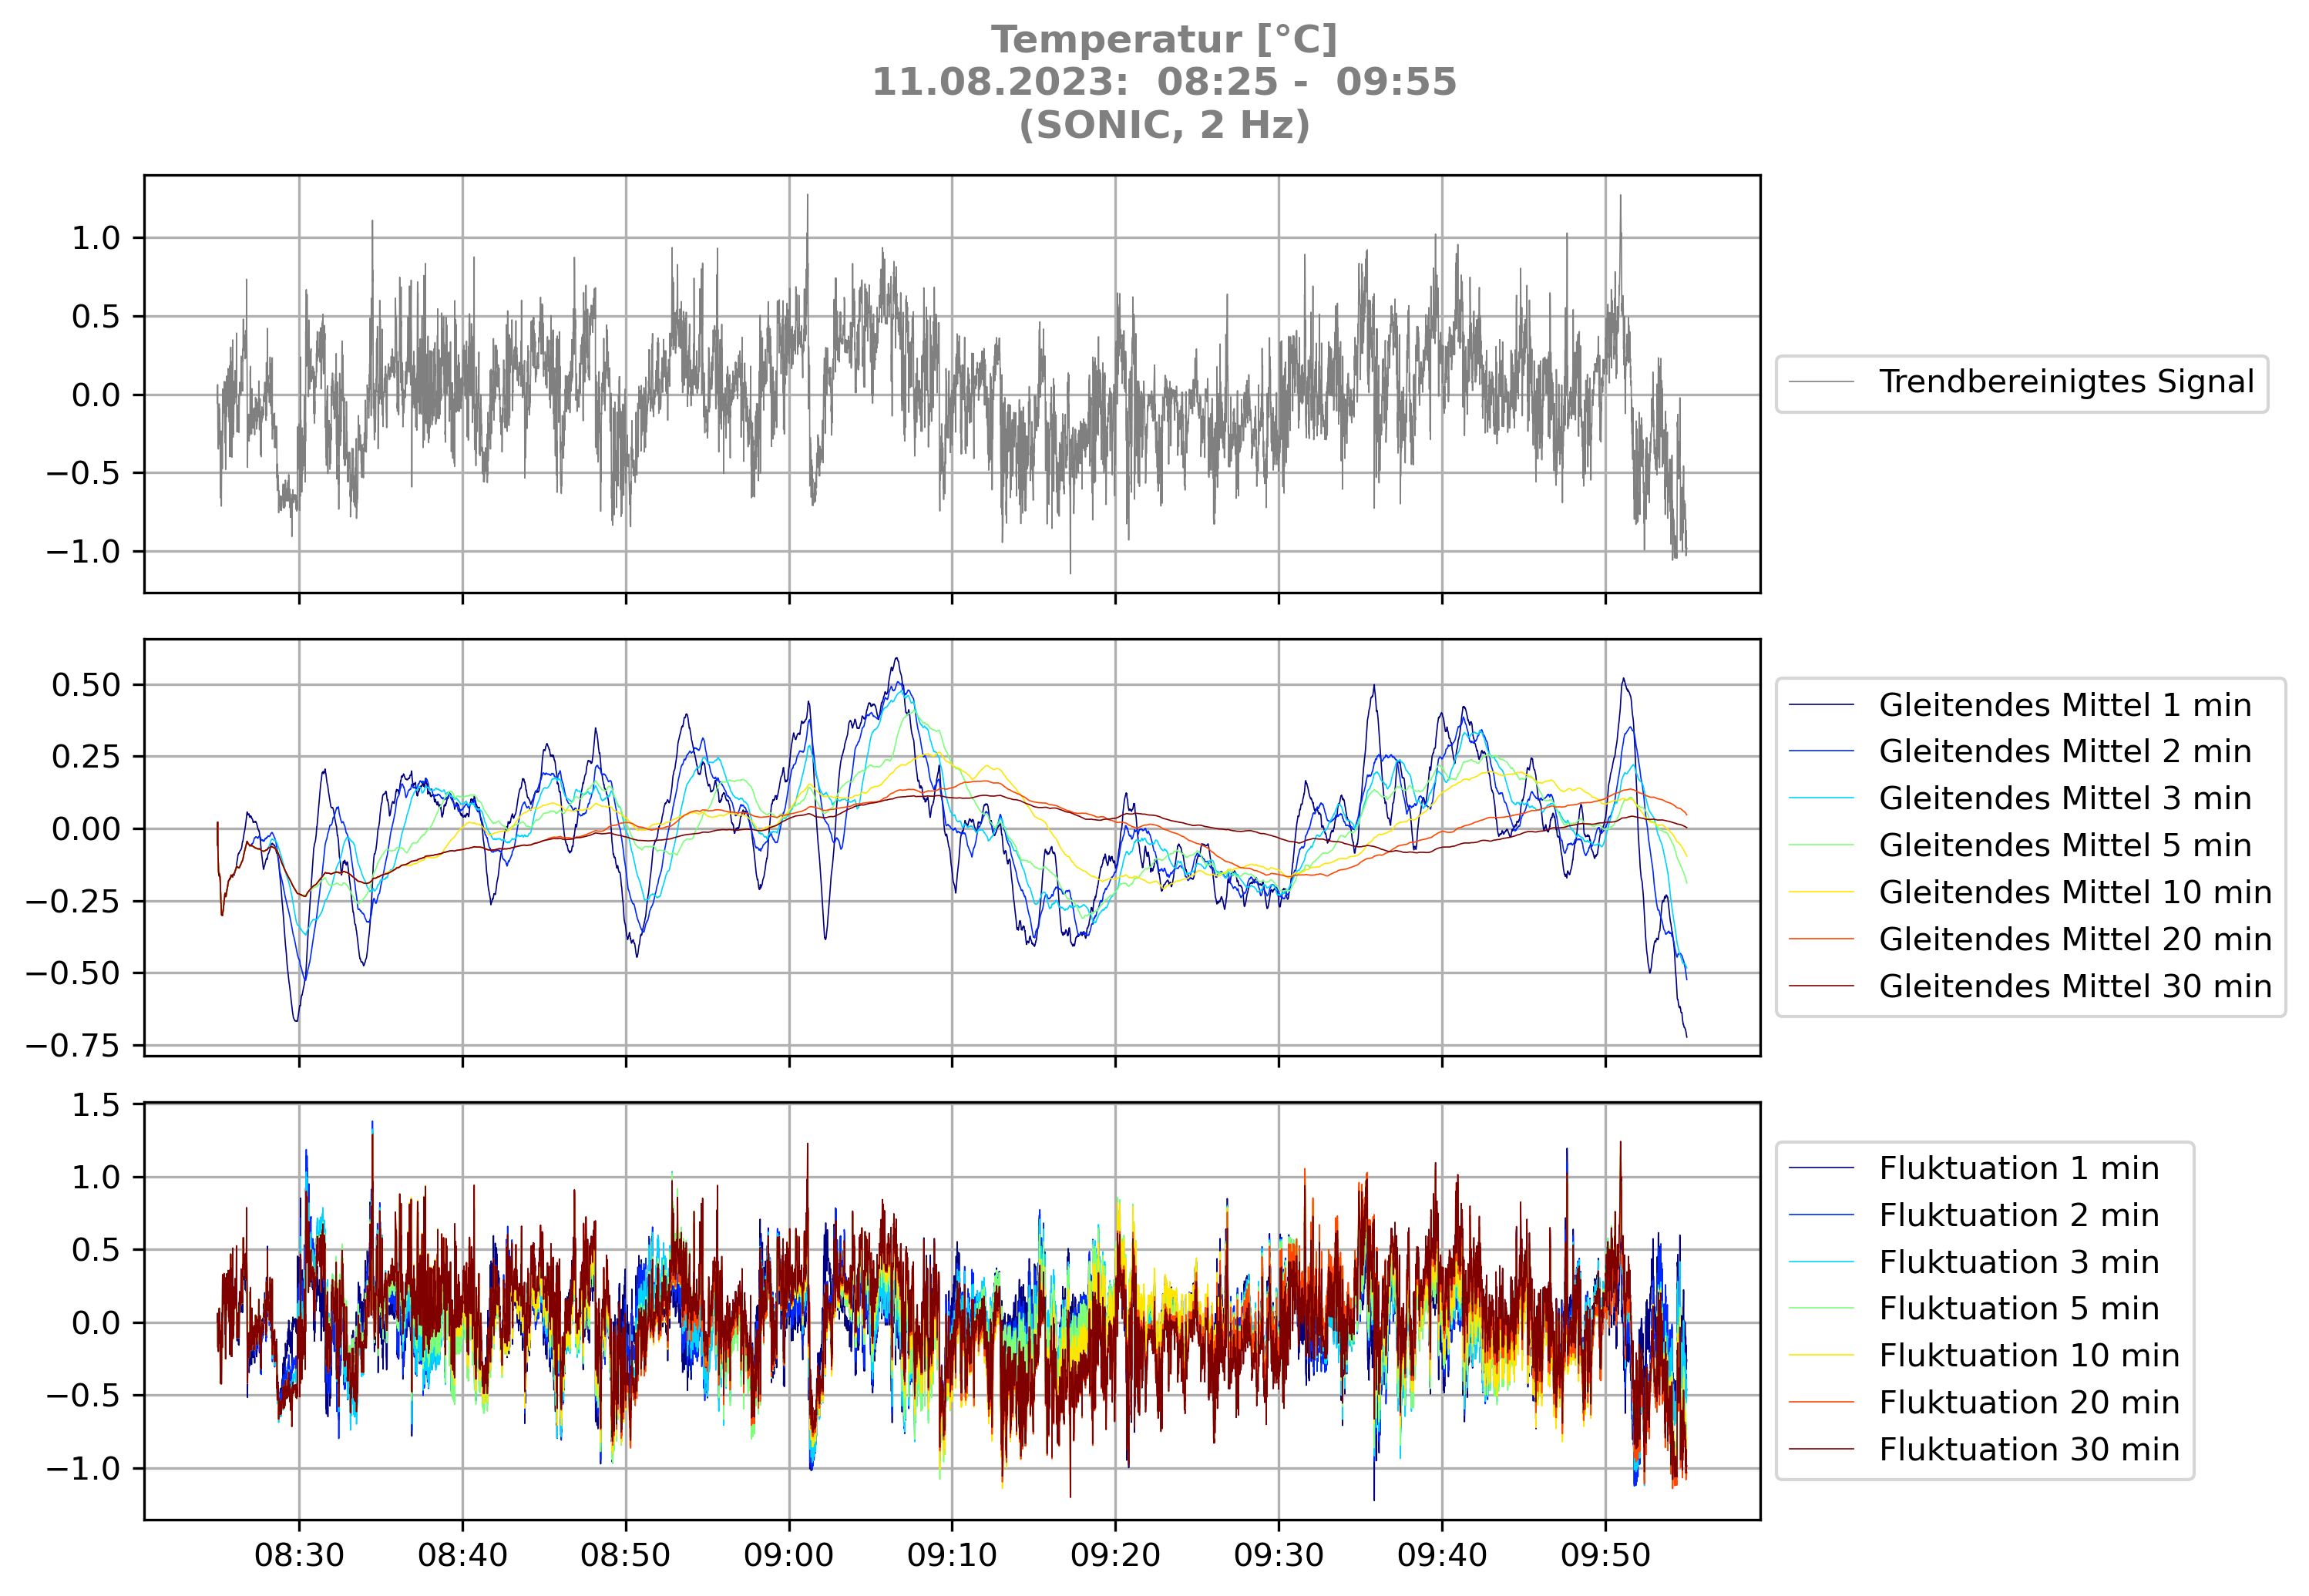 Temperatur [°C]
11.08.2023:  08:25 -  09:55
(SONIC, 2 Hz)
1.0
0.5
0.0
−0.5
−1.0
Trendbereinigtes Signal
0.50
0.25
0.00
−0.25
−0.50
−0.75
Gleitendes Mittel 1 min
Gleitendes Mittel 2 min
Gleitendes Mittel 3 min
Gleitendes Mittel 5 min
Gleitendes Mittel 10 min
Gleitendes Mittel 20 min
Gleitendes Mittel 30 min
1.5
1.0
0.5
0.0
−0.5
−1.0
Fluktuation 1 min
Fluktuation 2 min
Fluktuation 3 min
Fluktuation 5 min
Fluktuation 10 min
Fluktuation 20 min
Fluktuation 30 min
08:30 08:40 08:50 09:00 09:10 09:20 09:30 09:40 09:50